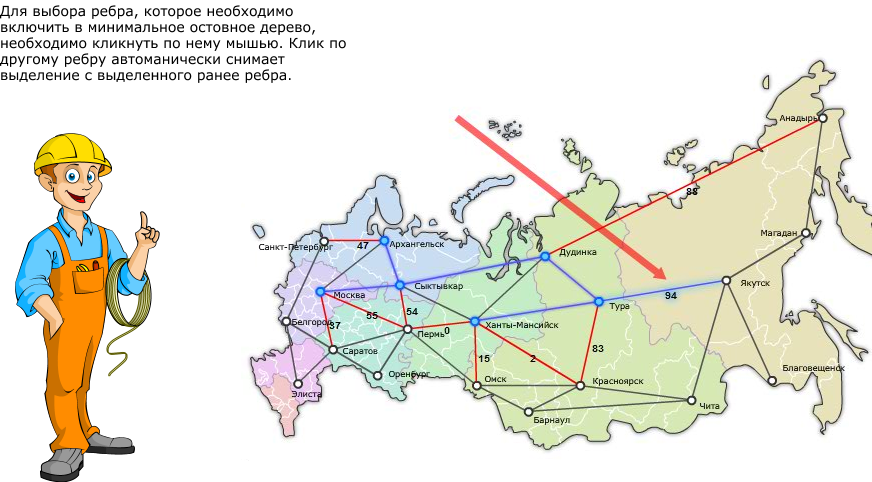 Для выбора ребра, которое необходимо
включить в минимальное остовное дерево,
необходимо кликнуть по нему мышью. Клик по
другому ребру автоманически снимает
выделение с выделенного ранее ребра.
Анадырь
88
Магадан
Санкт-Петербург
47
Архангельск
Дудинка
Сыктывкар
Якутск
Москва
94
Тура
55
54
Белгород
37
Пермь
0
Ханты-Мансийск
83
Саратов
15
2
Благовещенск
Оренбург
Омск
Красноярск
Элиста
Чита
Барнаул